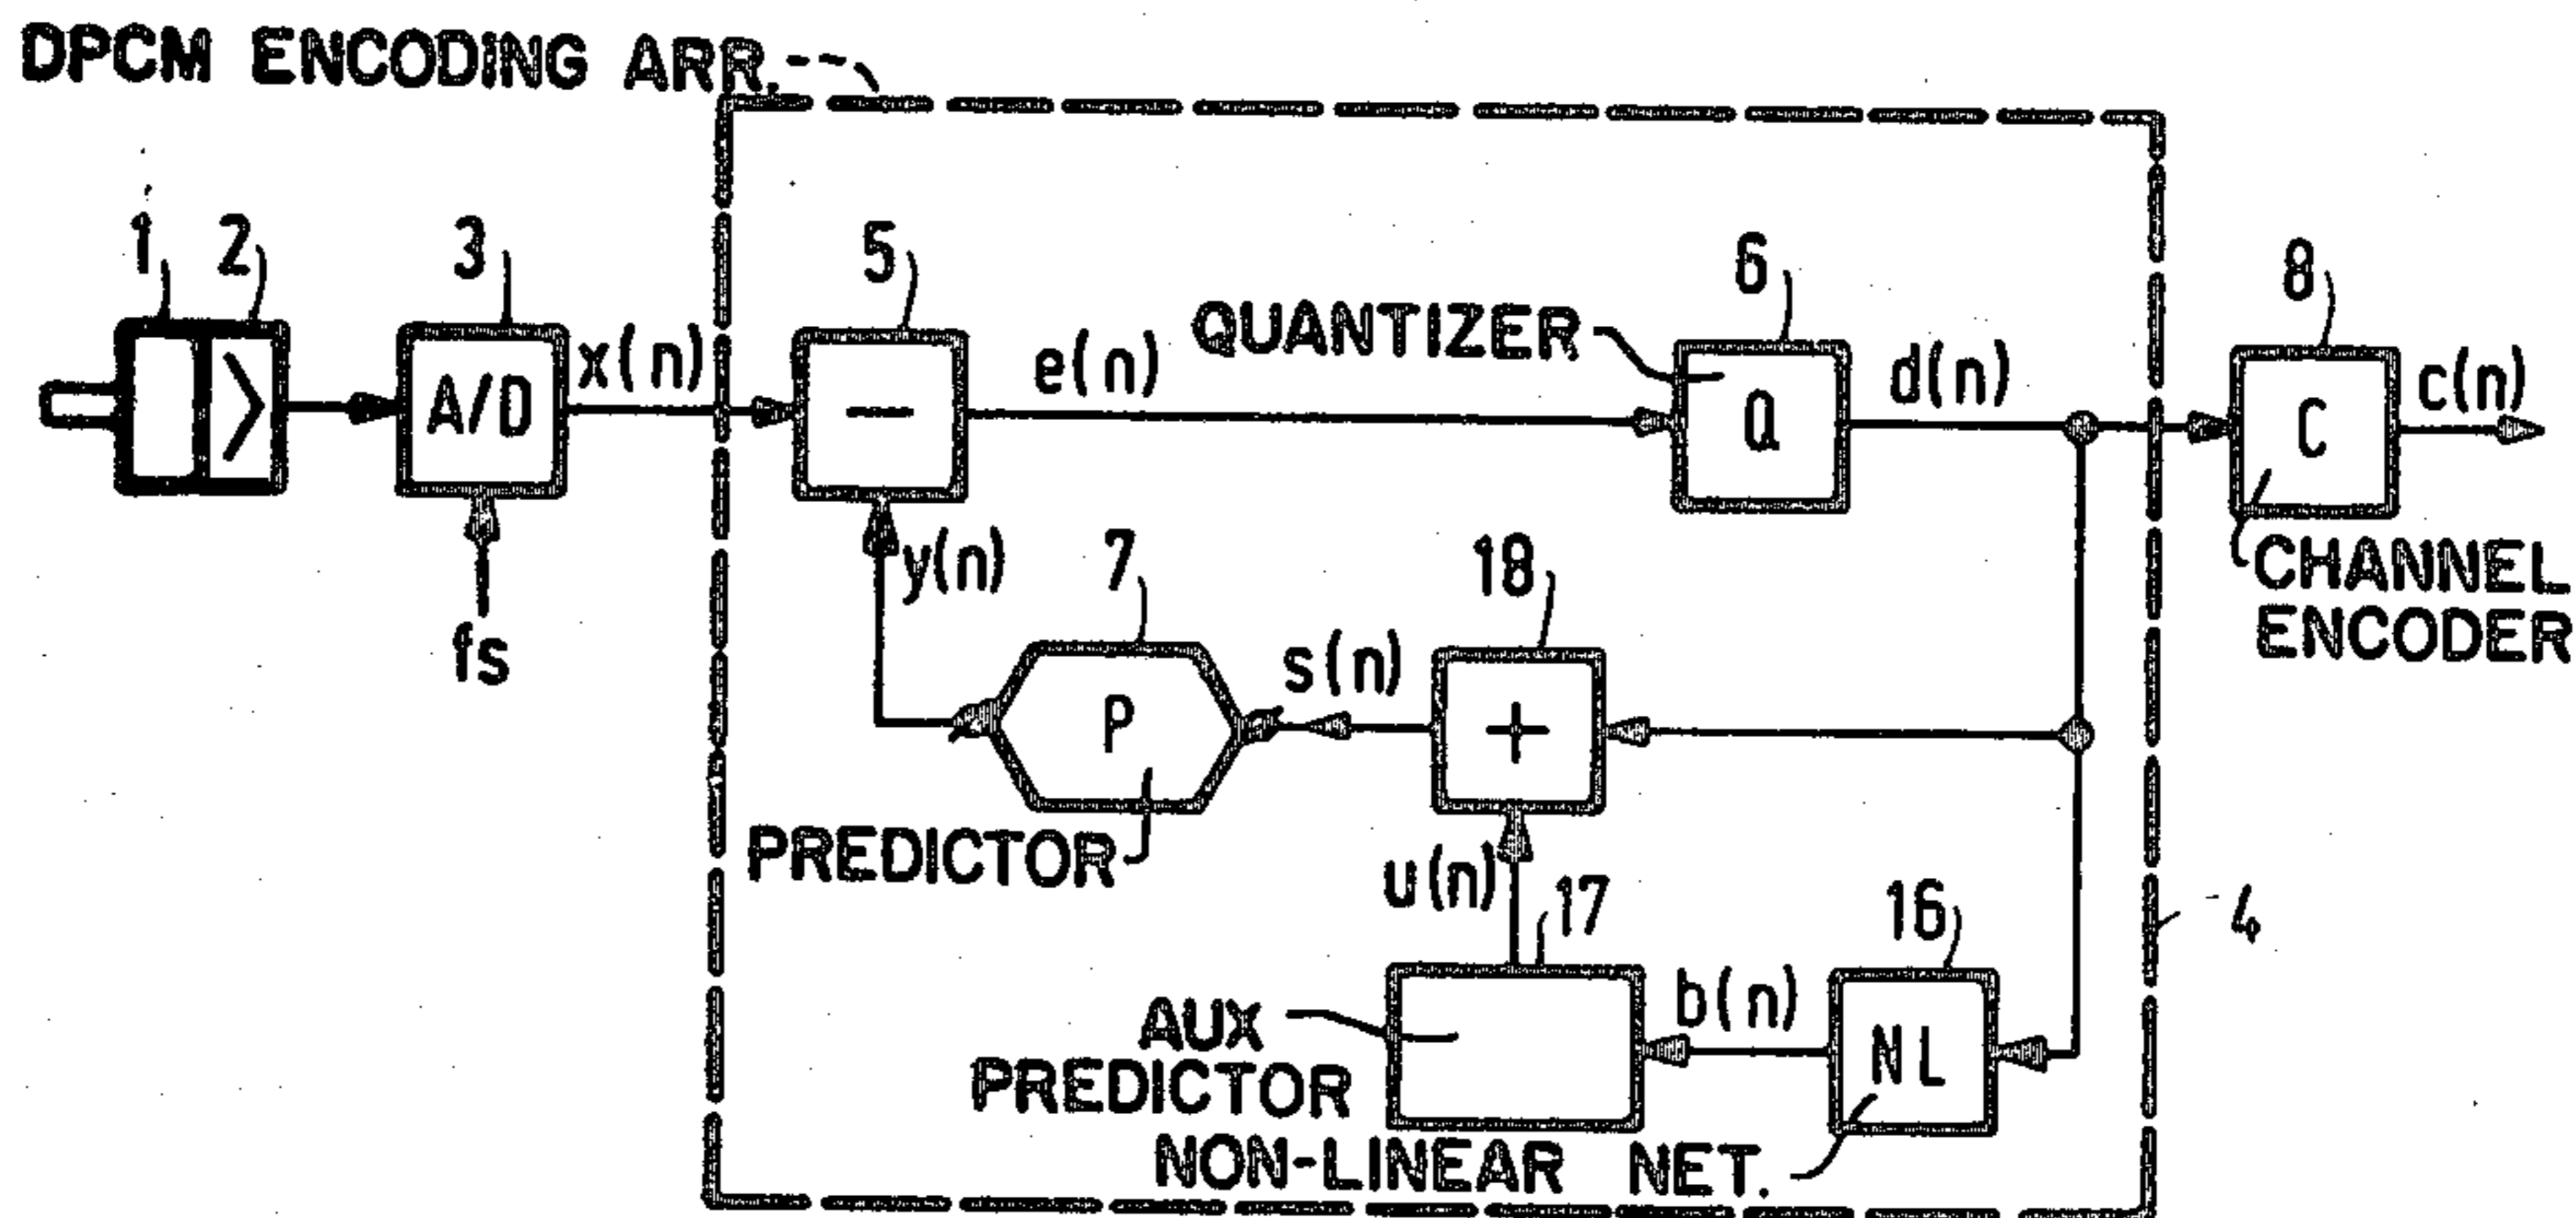 DPCM ENCODING ARR.
1
2
3
5
6
8
A/D
x(n)
fs
−
e(n)
QUANTIZER
Q
d(n)
C
c(n)
CHANNEL
ENCODER
y(n)
7
P
PREDICTOR
s(n)
18
+
u(n)
17
AUX
PREDICTOR
b(n)
16
NL
NON-LINEAR NET.
4